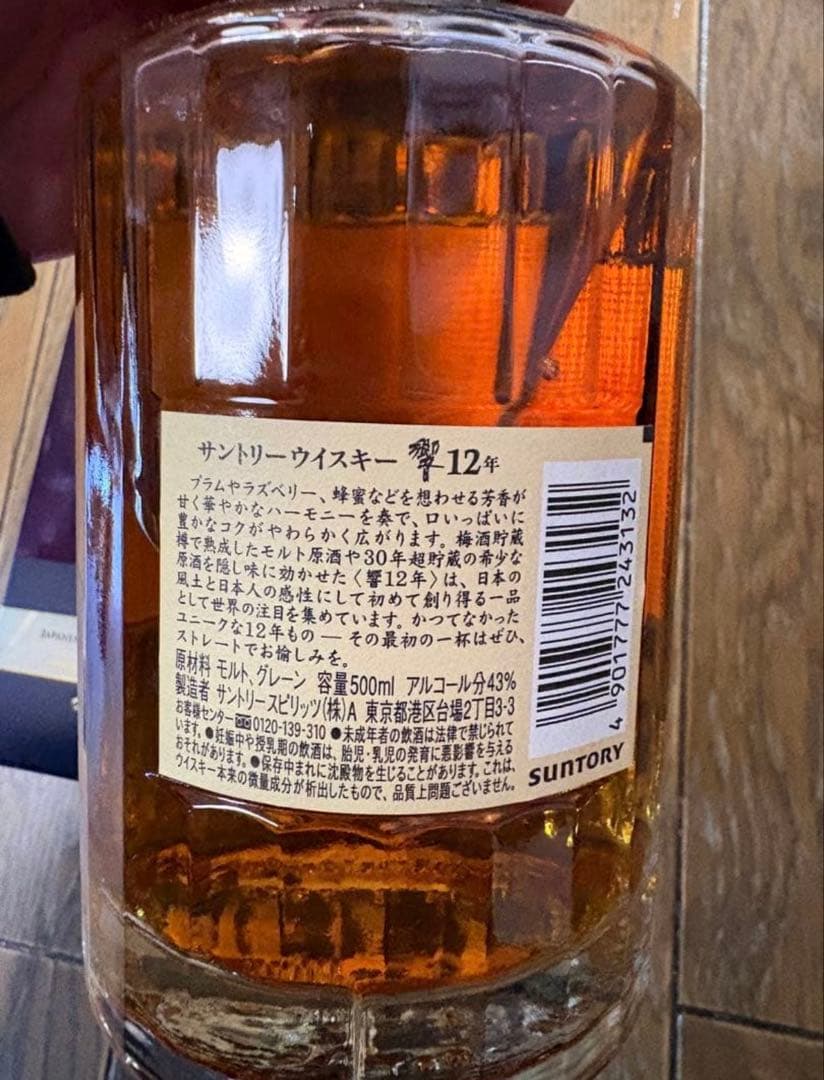 サントリーウイスキー 響 12年
プラムやラズベリー、蜂蜜などを想わせる芳香が
甘く華やかなハーモニーを奏で、口いっぱいに
豊かなコクがやわらかく広がります。梅酒貯蔵
樽で熟成したモルト原酒や30年超貯蔵の希少な
原酒を隠し味に効かせた〈響12年〉は、日本の
風土と日本人の感性にして初めて創り得る一品
として世界の注目を集めています。かつてなかった
ユニークな12年もの ― その最初の一杯はぜひ、
ストレートでお愉しみを。
原材料 モルト、グレーン 容量500ml アルコール分43%
製造者 サントリースピリッツ(株)A 東京都港区台場2丁目3-3
お客様センター 0120-139-310 ●未成年者の飲酒は法律で禁じられて
います。●妊娠中や授乳期の飲酒は、胎児・乳児の発育に悪影響を与える
おそれがあります。●保存中まれに沈殿物を生じることがあります。これは、
ウイスキー本来の微量成分が析出したもので、品質上問題ございません。
4 901777 243132
SUNTORY
JAPANES